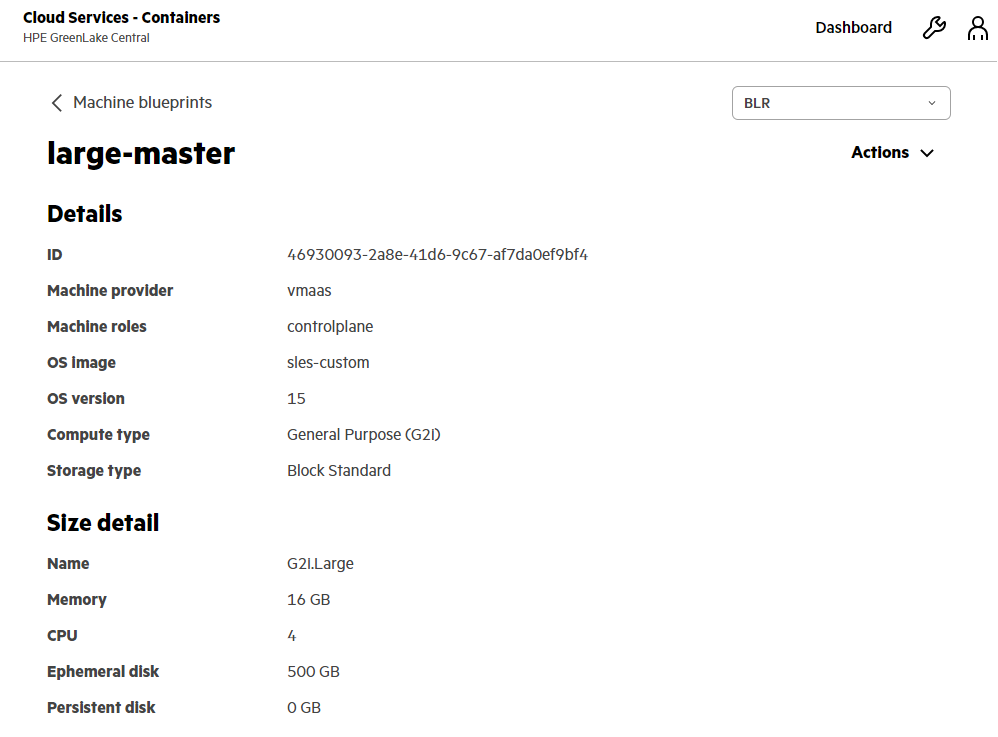 Cloud Services - Containers
HPE GreenLake Central
Dashboard
Machine blueprints
BLR
large-master
Actions
Details
ID 46930093-2a8e-41d6-9c67-af7da0ef9bf4
Machine provider vmaas
Machine roles controlplane
OS image sles-custom
OS version 15
Compute type General Purpose (G2i)
Storage type Block Standard
Size detail
Name G2i.Large
Memory 16 GB
CPU 4
Ephemeral disk 500 GB
Persistent disk 0 GB